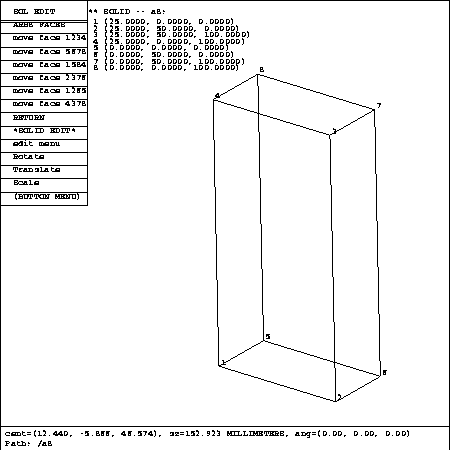 SOL EDIT
ARB8 FACES
move face 1234
move face 5678
move face 1584
move face 2376
move face 1265
move face 4378
RETURN
*SOLID EDIT*
edit menu
Rotate
Translate
Scale
(BUTTON MENU)
** SOLID -- a8:
1 (25.0000, 0.0000, 0.0000)
2 (25.0000, 50.0000, 0.0000)
3 (25.0000, 50.0000, 100.0000)
4 (25.0000, 0.0000, 100.0000)
5 (0.0000, 0.0000, 0.0000)
6 (0.0000, 50.0000, 0.0000)
7 (0.0000, 50.0000, 100.0000)
8 (0.0000, 0.0000, 100.0000)
8
4
7
3
5
1
6
2
cent=(12.440, -5.888, 48.574), sz=152.923 MILLIMETERS, ang=(0.00, 0.00, 0.00)
Path: /a8